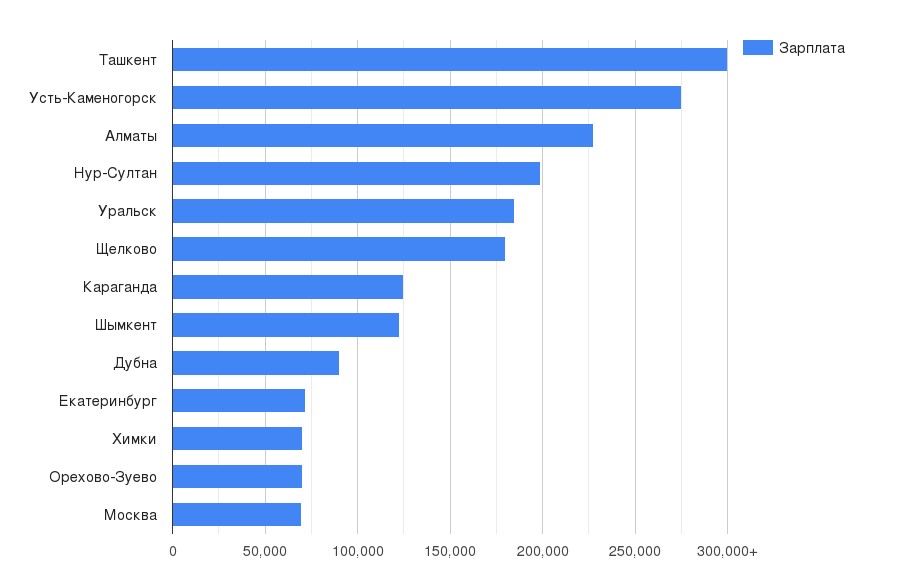 Зарплата
Ташкент
Усть-Каменогорск
Алматы
Нур-Султан
Уральск
Щелково
Караганда
Шымкент
Дубна
Екатеринбург
Химки
Орехово-Зуево
Москва
0 50,000 100,000 150,000 200,000 250,000 300,000+